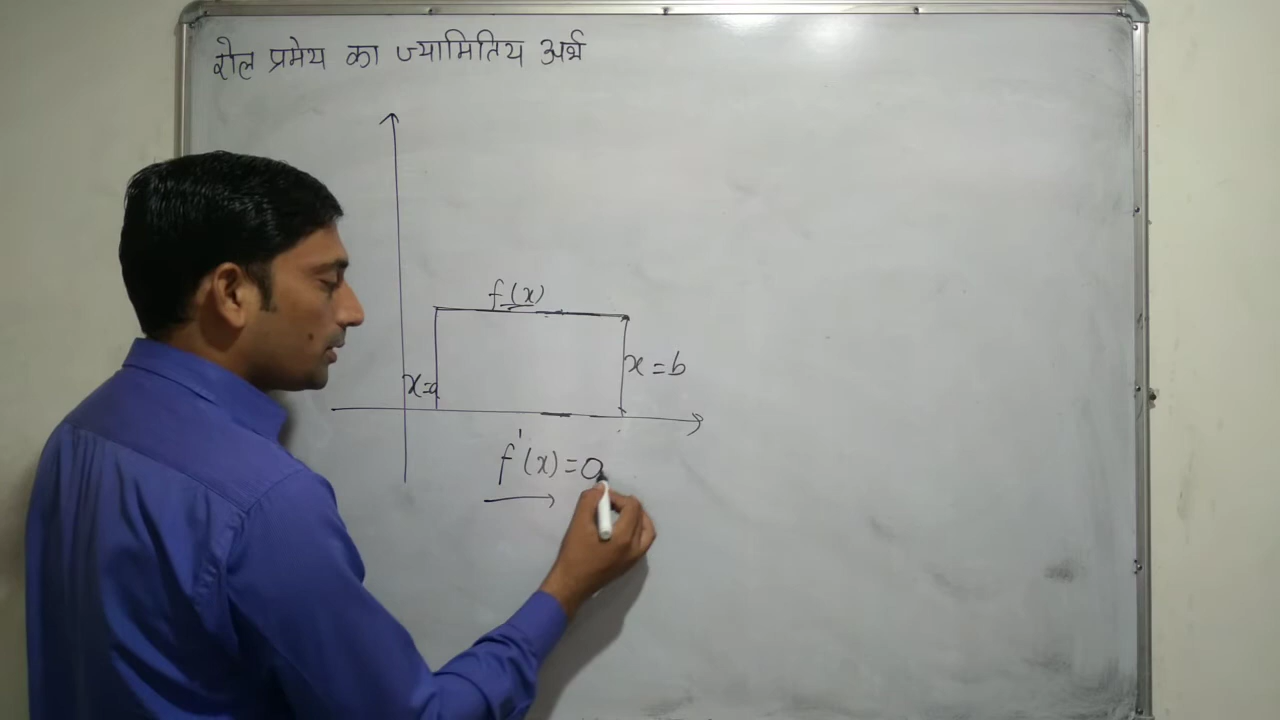 रोल प्रमेय का ज्यामितिय अर्थ
f(x)
x=a
x=b
f'(x)=0